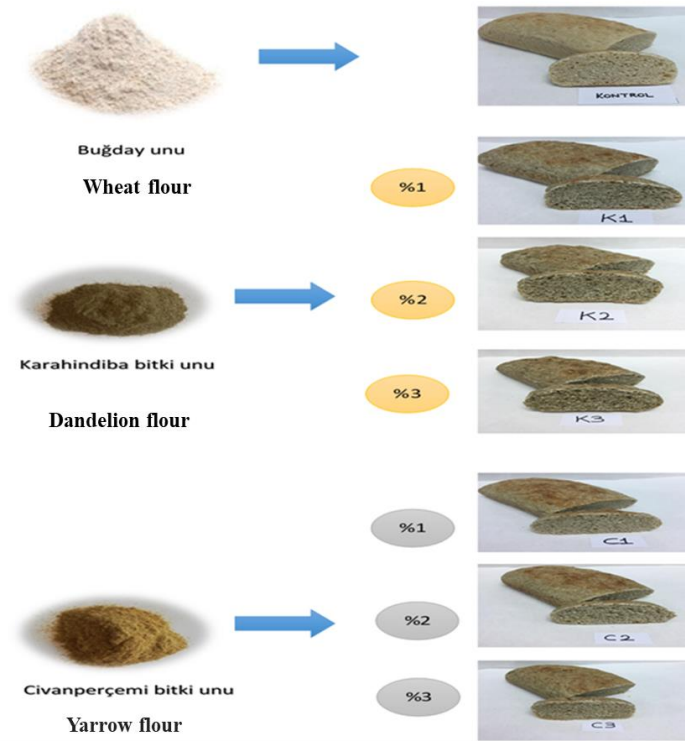 KONTROL
Buğday unu
Wheat flour
%1
K1
%2
K2
Karahindiba bitki unu
%3
Dandelion flour
K3
%1
C1
%2
C2
Civanperçemi bitki unu
%3
Yarrow flour
C3